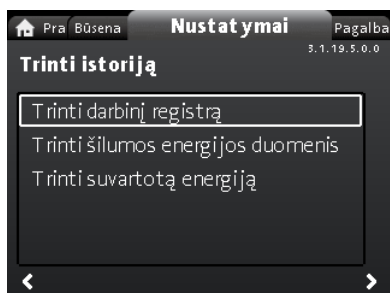 Pra Būsena Nustatymai Pagalba
3.1.19.5.0.0
Trinti istoriją
Trinti darbinį registrą
Trinti šilumos energijos duomenis
Trinti suvartotą energiją